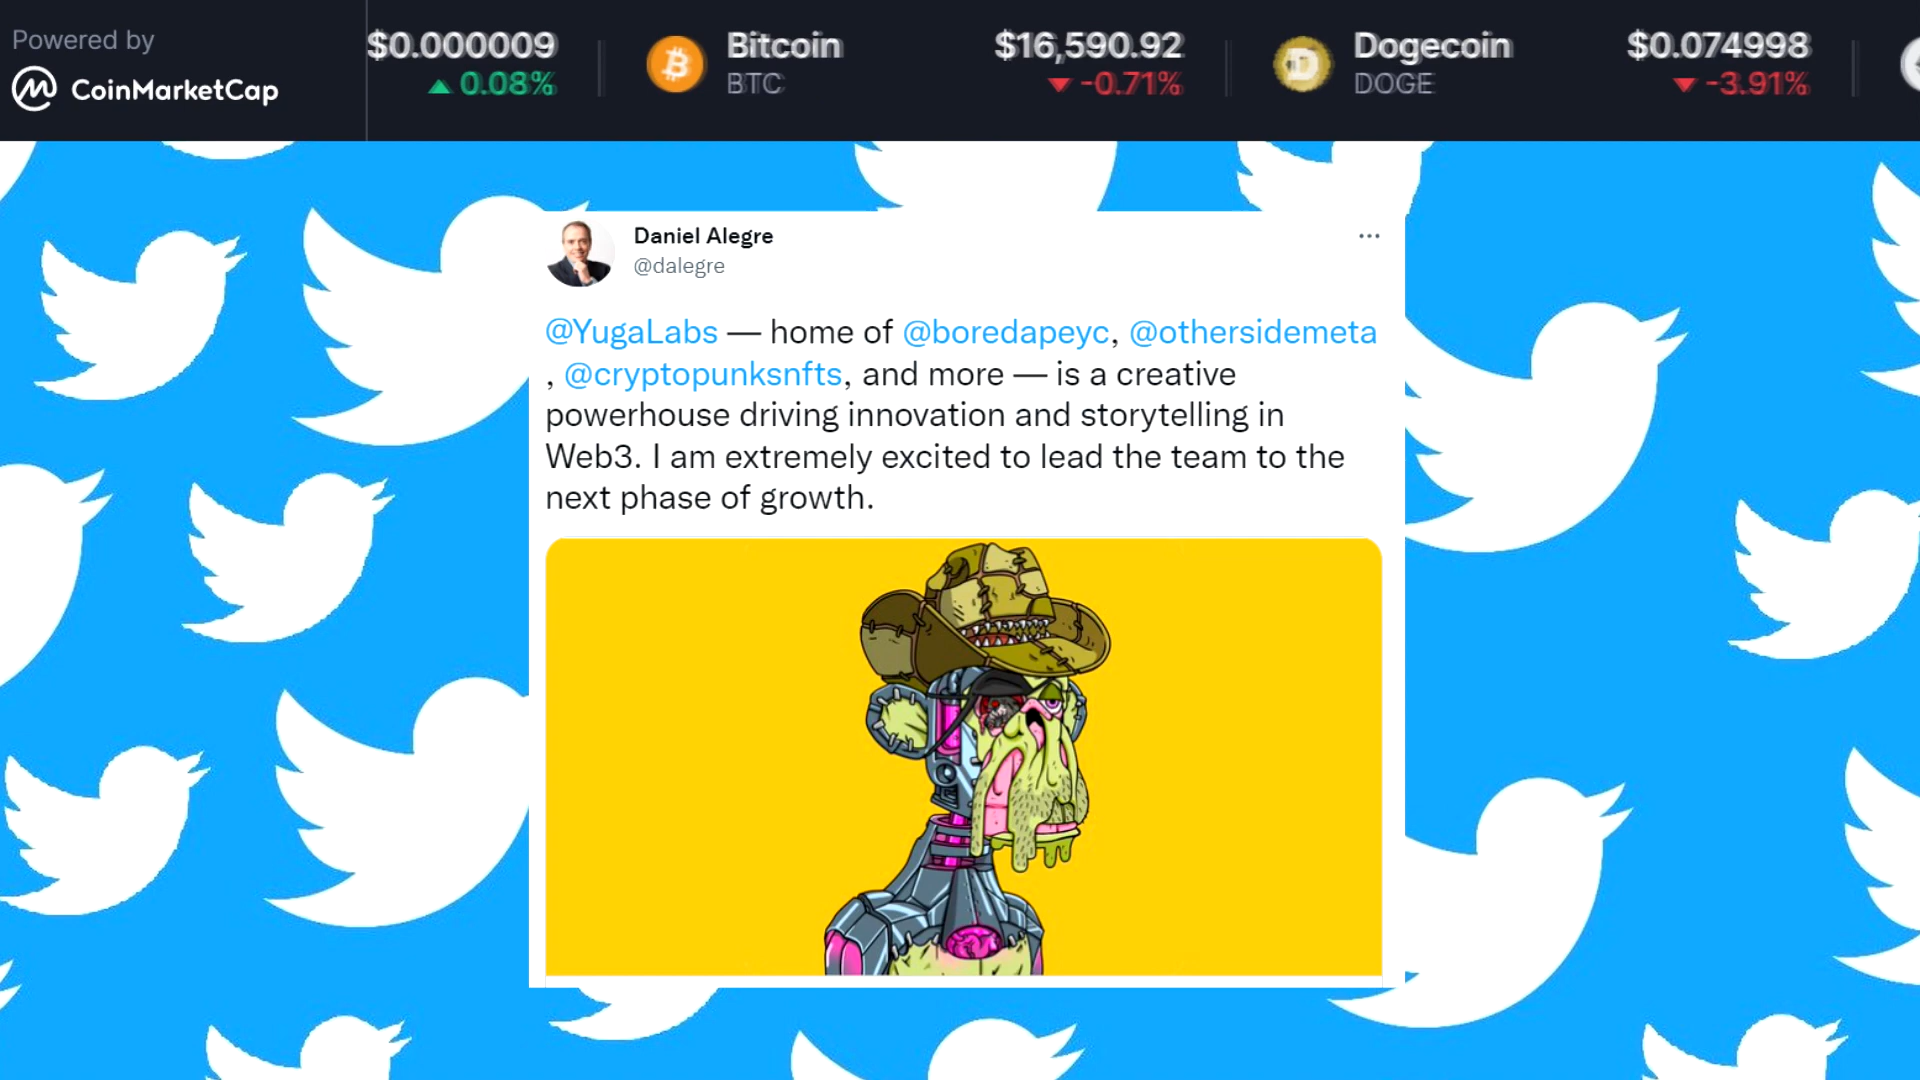 Powered by
CoinMarketCap
$0.000009
0.08%
Bitcoin
BTC
$16,590.92
-0.71%
Dogecoin
DOGE
$0.074998
-3.91%
Daniel Alegre
@dalegre
@YugaLabs — home of @boredapeyc, @othersidemeta
, @cryptopunksnfts, and more — is a creative
powerhouse driving innovation and storytelling in
Web3. I am extremely excited to lead the team to the
next phase of growth.